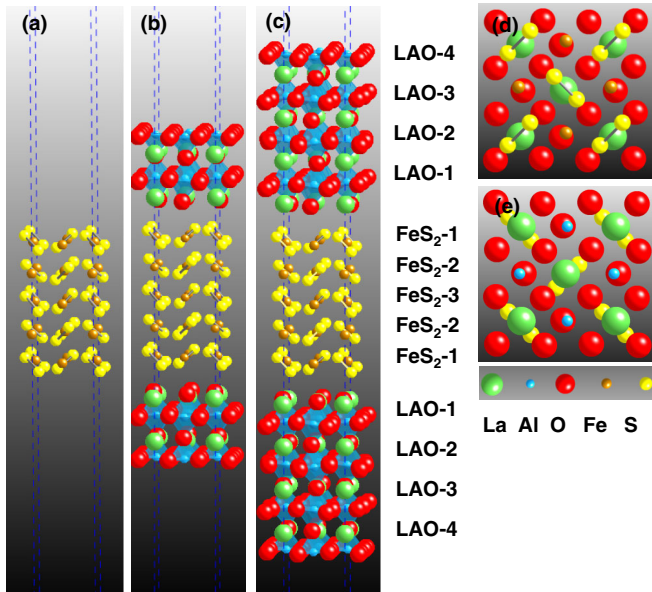 (a)
(b)
(c)
LAO-4
LAO-3
LAO-2
LAO-1
FeS₂-1
FeS₂-2
FeS₂-3
FeS₂-2
FeS₂-1
LAO-1
LAO-2
LAO-3
LAO-4
(d)
(e)
La Al O Fe S